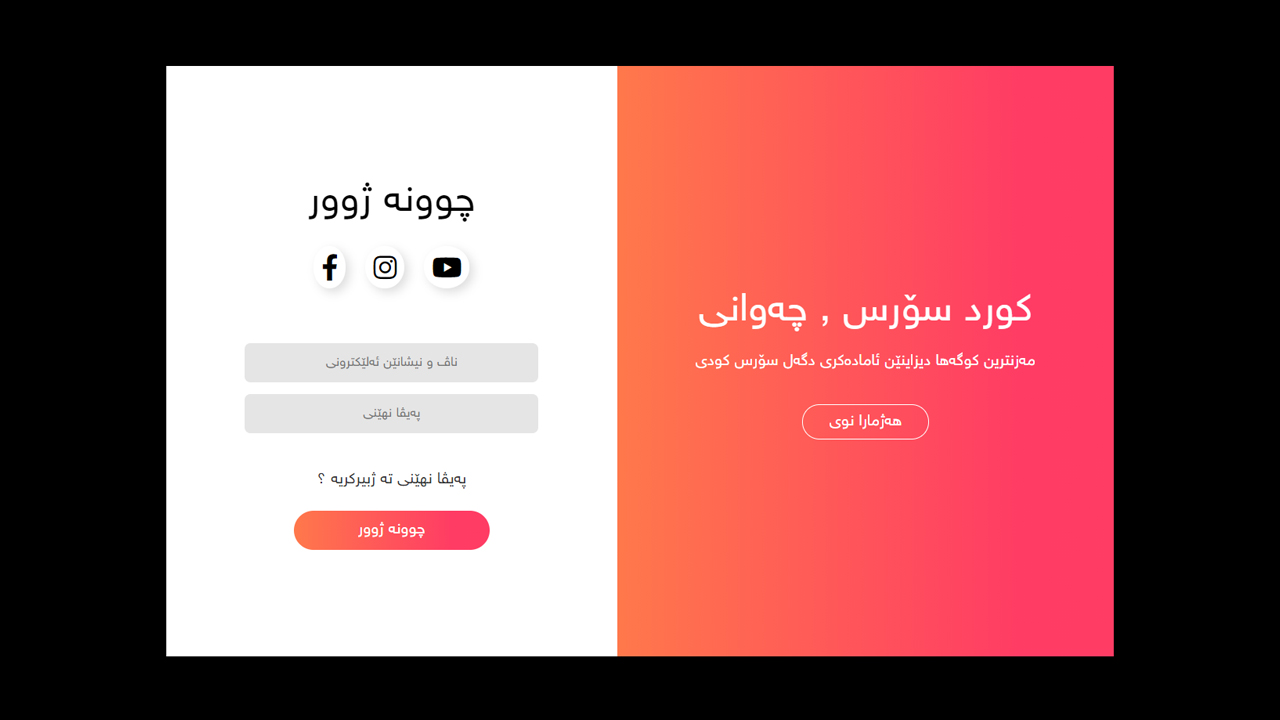 چوونه ژوور
ناڤ و نیشانێن ئەلێکترونی
پەیڤا نهێنی
پەیڤا نهێنی تە ژبیرکریە ؟
چوونە ژوور
کورد سۆرس , چەوانی
مەزنترین کوگەها دیزاینێن ئامادەکری دگەل سۆرس کودی
هەژمارا نوی